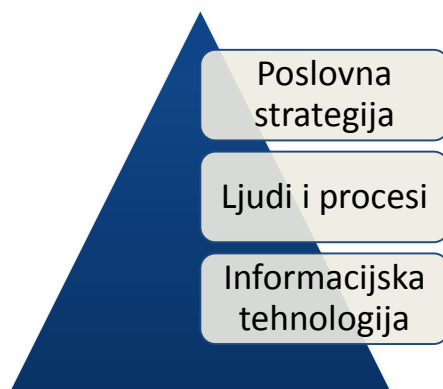 Poslovna
strategija
Ljudi i procesi
Informacijska
tehnologija